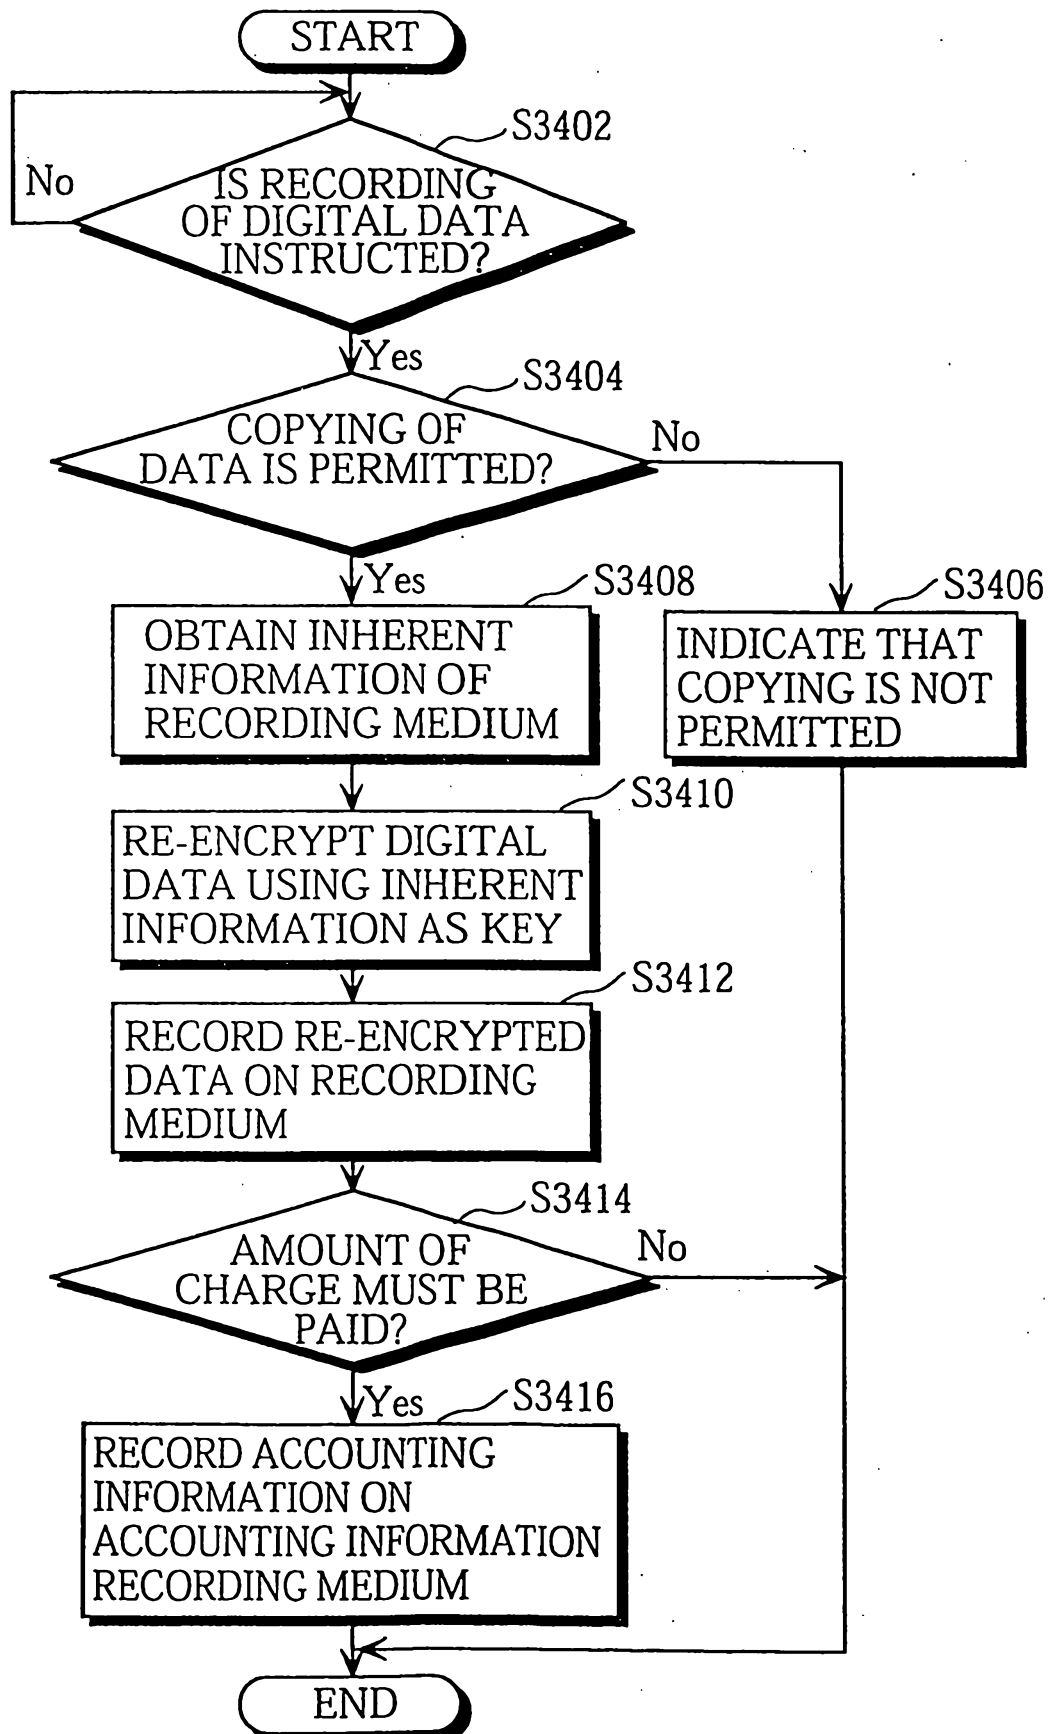 START
S3402
No
IS RECORDING
OF DIGITAL DATA
INSTRUCTED?
Yes
S3404
COPYING OF
DATA IS PERMITTED?
No
Yes
S3408
S3406
OBTAIN INHERENT
INFORMATION OF
RECORDING MEDIUM
INDICATE THAT
COPYING IS NOT
PERMITTED
S3410
RE-ENCRYPT DIGITAL
DATA USING INHERENT
INFORMATION AS KEY
S3412
RECORD RE-ENCRYPTED
DATA ON RECORDING
MEDIUM
S3414
AMOUNT OF
CHARGE MUST BE
PAID?
No
Yes
S3416
RECORD ACCOUNTING
INFORMATION ON
ACCOUNTING INFORMATION
RECORDING MEDIUM
END